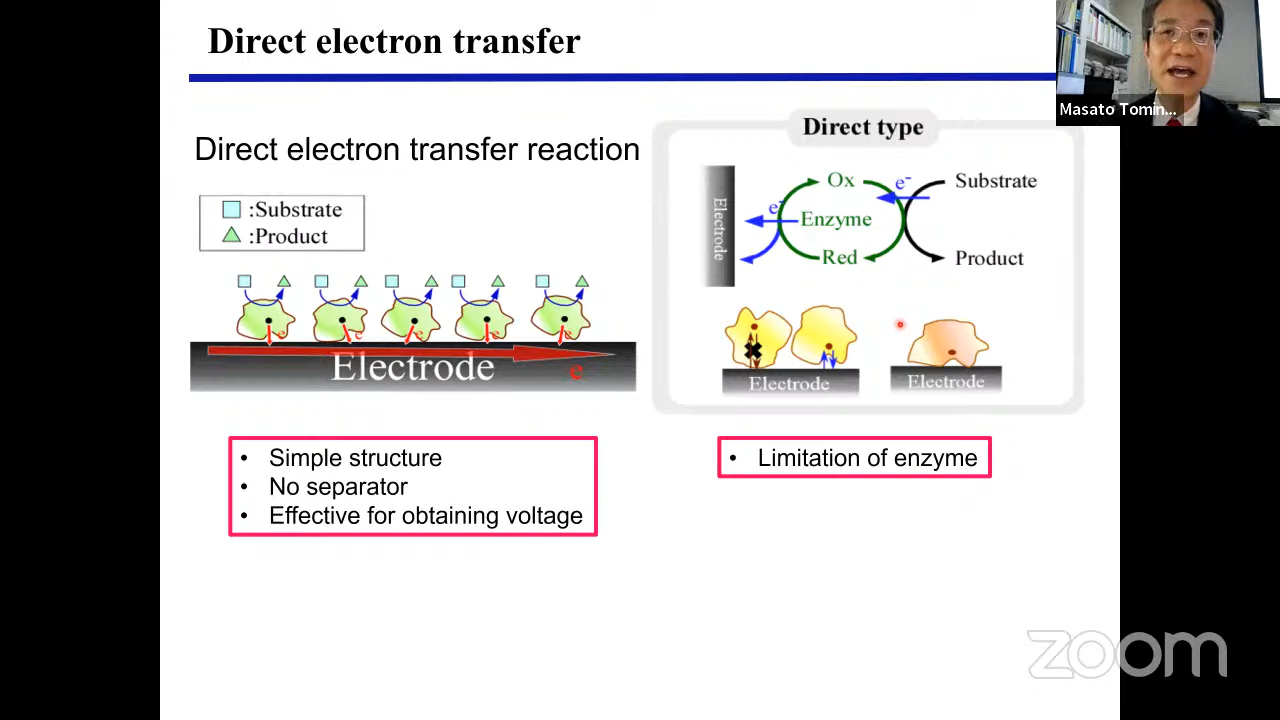 Direct electron transfer
Masato Tomin...
Direct electron transfer reaction
:Substrate
:Product
e
e
e
e
e
Electrode
e
Direct type
Electrode
Ox
e-
Substrate
e-
Enzyme
Red
Product
Electrode
Electrode
• Simple structure
• No separator
• Effective for obtaining voltage
• Limitation of enzyme
zoom